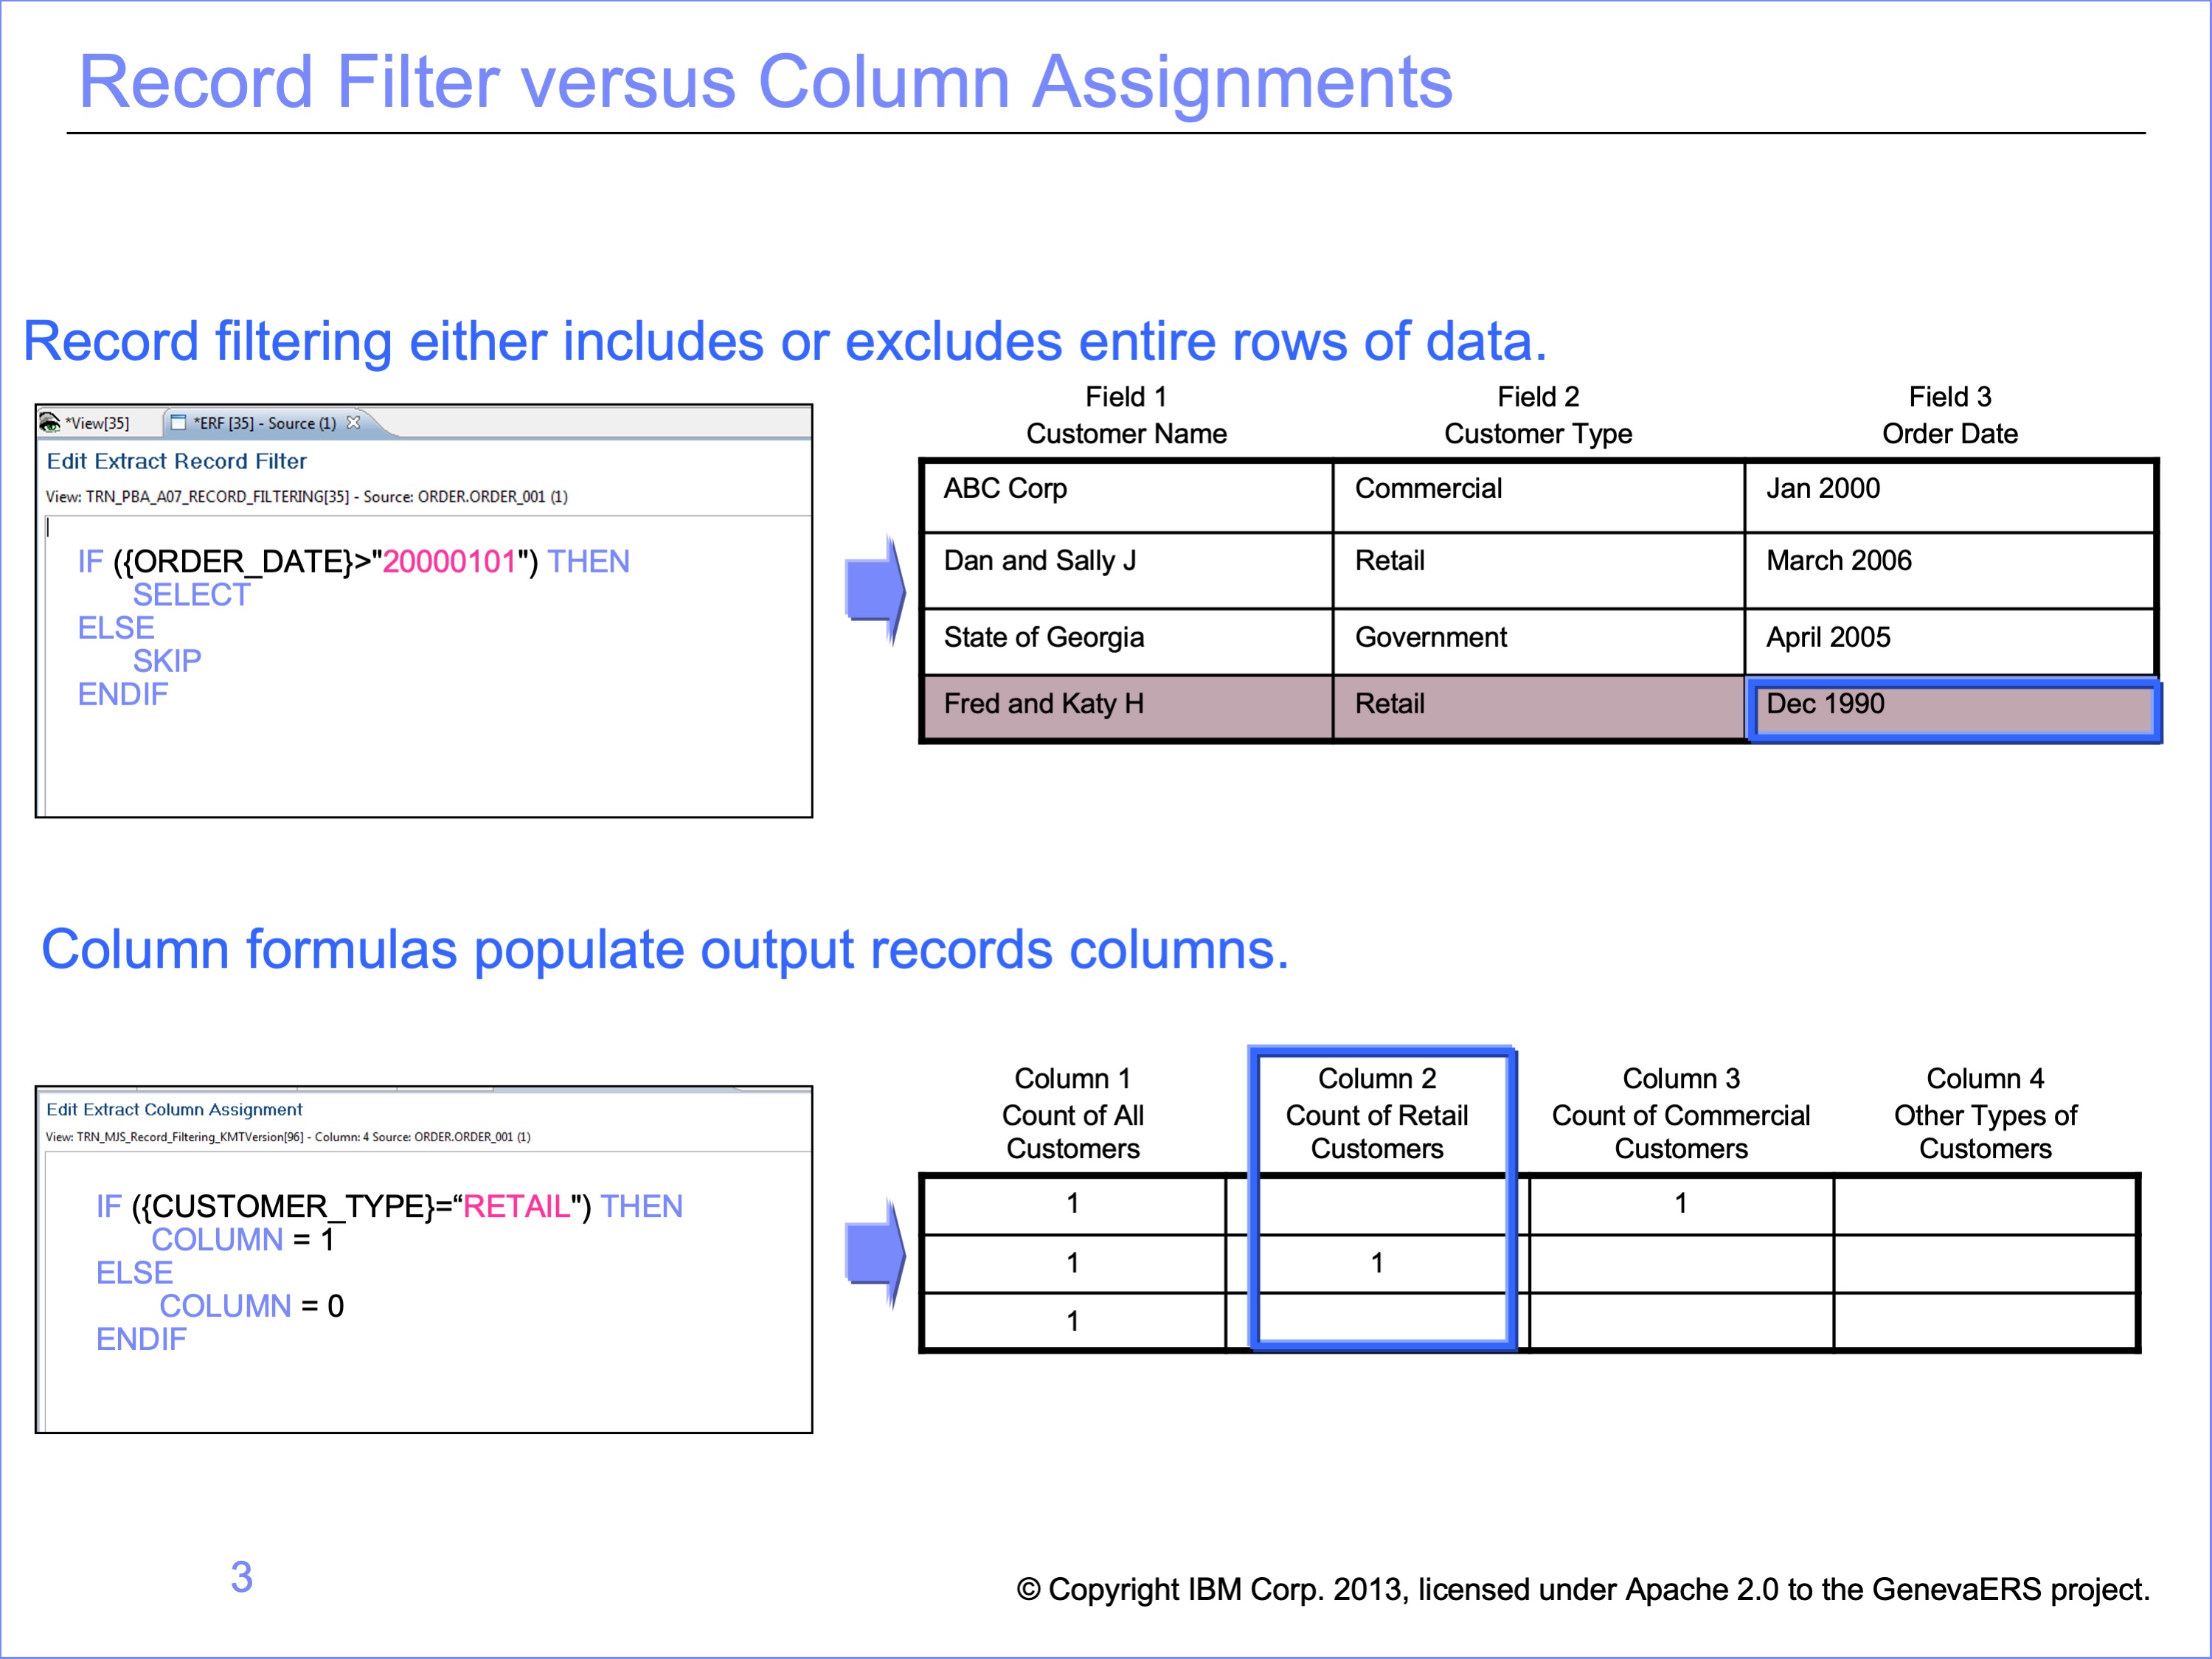 Record Filter versus Column Assignments
Record filtering either includes or excludes entire rows of data.
*View[35]
*ERF [35] - Source (1)
Edit Extract Record Filter
View: TRN_PBA_A07_RECORD_FILTERING[35] - Source: ORDER.ORDER_001 (1)
IF ({ORDER_DATE}>"20000101") THEN
SELECT
ELSE
SKIP
ENDIF
Field 1 Field 2 Field 3
Customer Name Customer Type Order Date
ABC Corp Commercial Jan 2000
Dan and Sally J Retail March 2006
State of Georgia Government April 2005
Fred and Katy H Retail Dec 1990
Column formulas populate output records columns.
Edit Extract Column Assignment
View: TRN_MJS_Record_Filtering_KMTVersion[96] - Column: 4 Source: ORDER.ORDER_001 (1)
IF ({CUSTOMER_TYPE}=“RETAIL") THEN
COLUMN = 1
ELSE
COLUMN = 0
ENDIF
Column 1 Column 2 Column 3 Column 4
Count of All Count of Retail Count of Commercial Other Types of
Customers Customers Customers Customers
1 1
1 1
1
3
© Copyright IBM Corp. 2013, licensed under Apache 2.0 to the GenevaERS project.